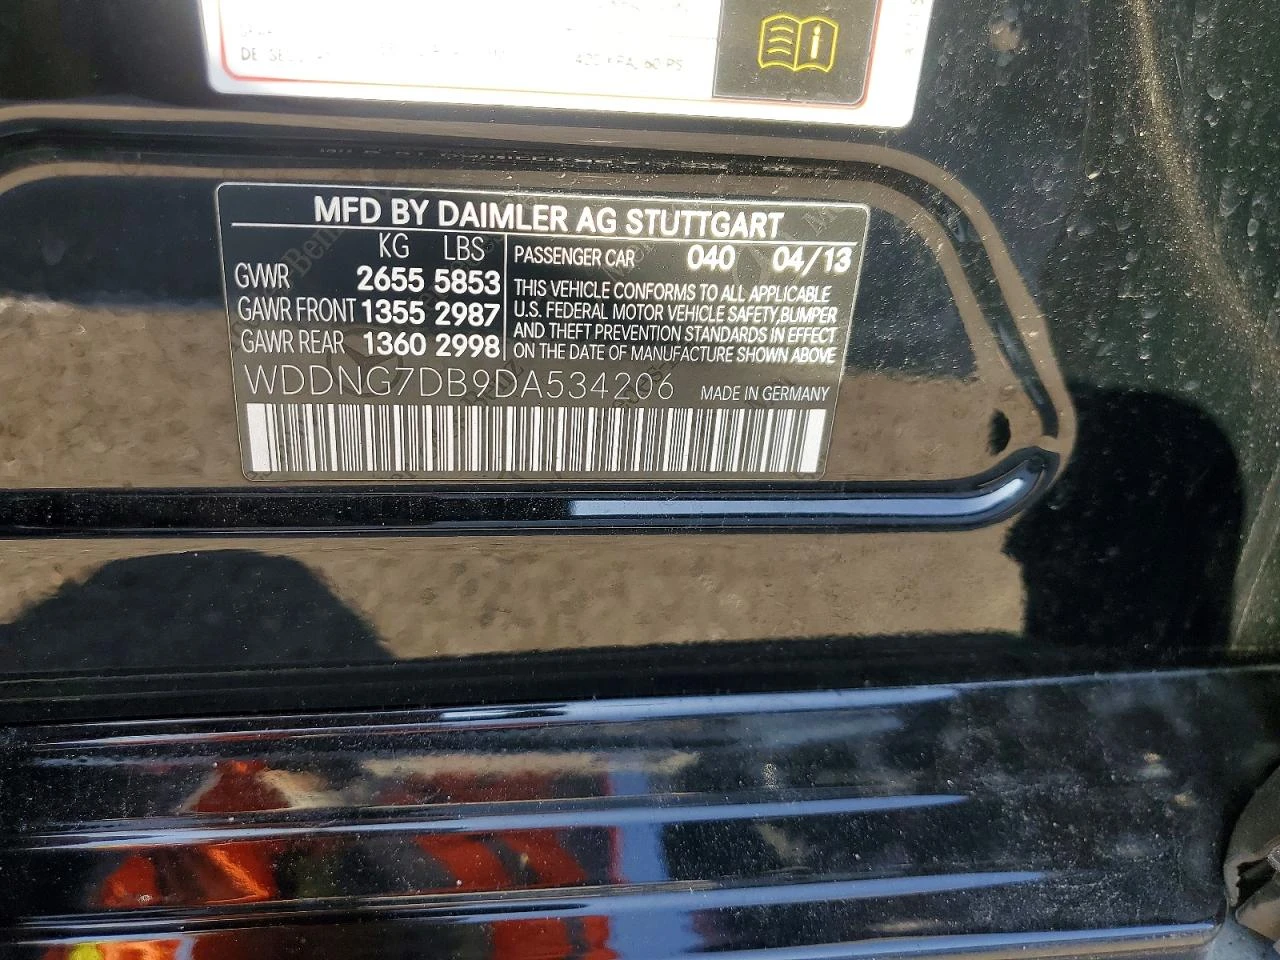 MFD BY DAIMLER AG STUTTGART
KG LBS
GVWR 2655 5853
GAWR FRONT 1355 2987
GAWR REAR 1360 2998
PASSENGER CAR 040 04/13
THIS VEHICLE CONFORMS TO ALL APPLICABLE
U.S. FEDERAL MOTOR VEHICLE SAFETY,BUMPER
AND THEFT PREVENTION STANDARDS IN EFFECT
ON THE DATE OF MANUFACTURE SHOWN ABOVE
WDDNG7DB9DA534206 MADE IN GERMANY